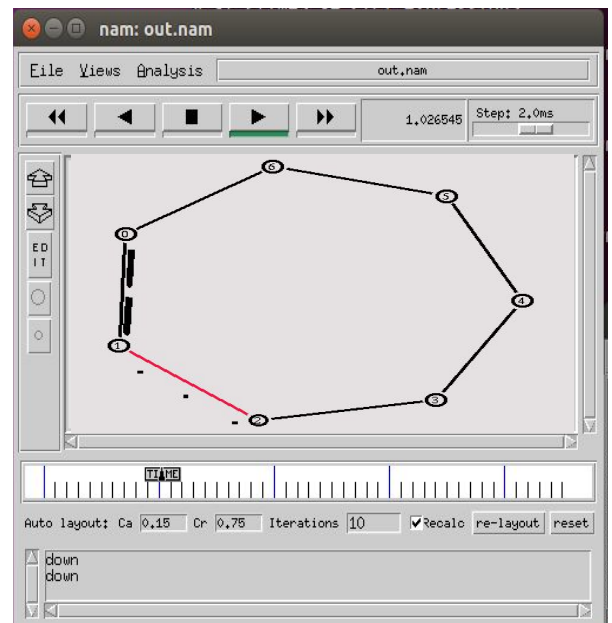 nam: out.nam
File Views Analysis out.nam
1.026545 Step: 2.0ms
6
5
0
ED
IT
4
1
3
2
TIME
Auto layout: Ca 0.15 Cr 0.75 Iterations 10 Recalc re-layout reset
down
down